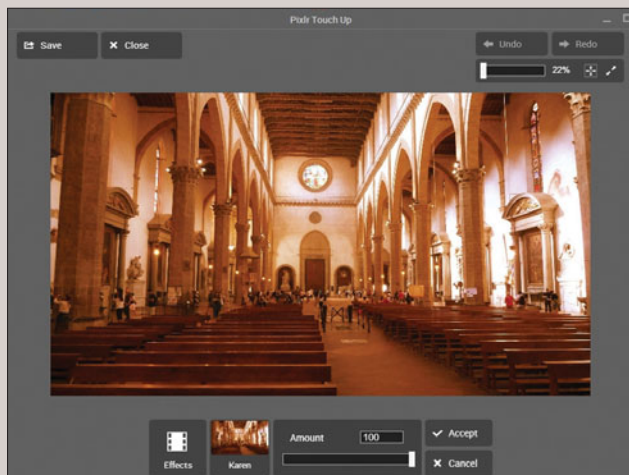 Pixlr Touch Up
Save
Close
Undo
Redo
22%
Effects
Karen
Amount
100
Accept
Cancel